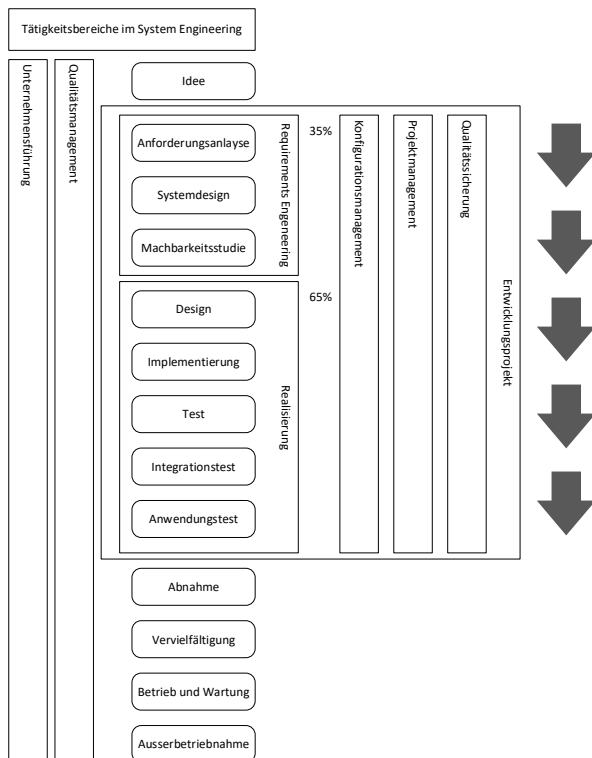 Tätigkeitsbereiche im System Engineering
Unternehmensführung
Qualitätsmanagement
Idee
Anforderungsanlayse
Systemdesign
Machbarkeitsstudie
Requirements Engeneering
35%
Design
Implementierung
Test
Integrationstest
Anwendungstest
Realisierung
65%
Konfigurationsmanagement
Projektmanagement
Qualitätssicherung
Entwicklungsprojekt
Abnahme
Vervielfältigung
Betrieb und Wartung
Ausserbetriebnahme